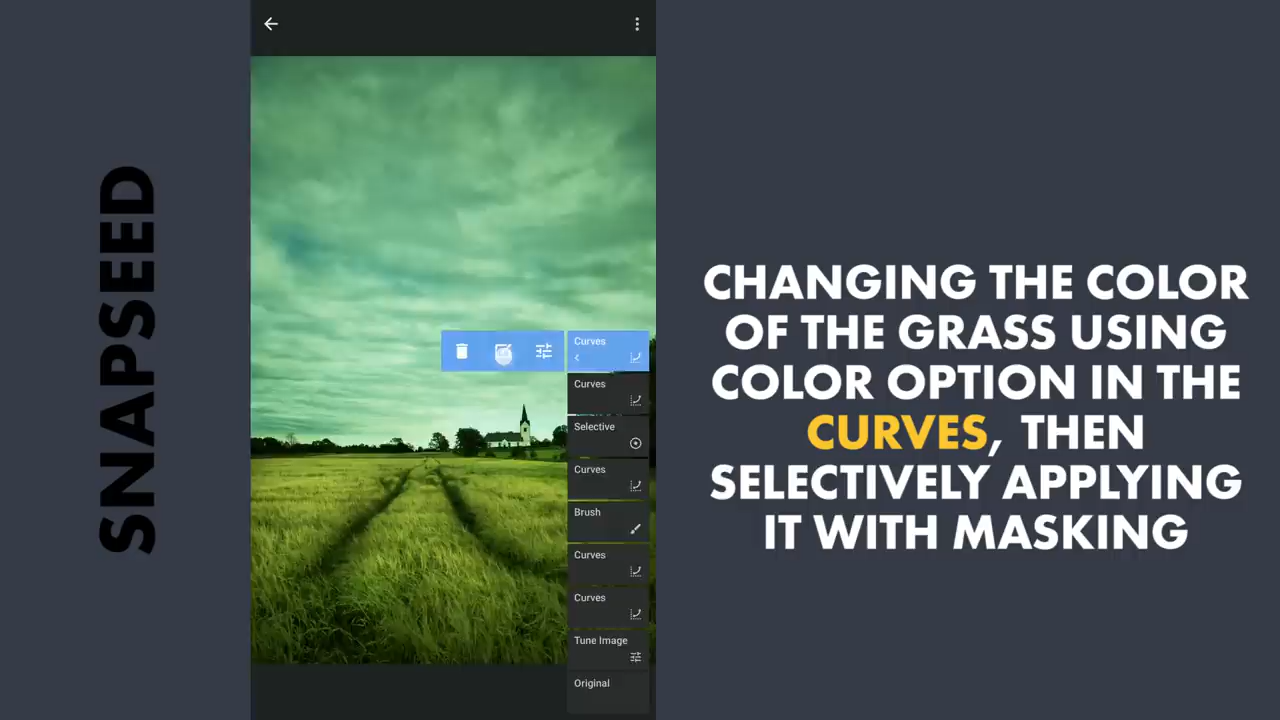 SNAPSEED
Curves
Curves
Selective
Curves
Brush
Curves
Curves
Tune Image
Original
CHANGING THE COLOR
OF THE GRASS USING
COLOR OPTION IN THE
CURVES, THEN
SELECTIVELY APPLYING
IT WITH MASKING